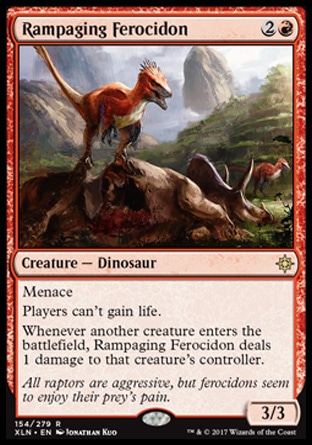 Rampaging Ferocidon 2
Creature — Dinosaur
Menace
Players can't gain life.
Whenever another creature enters the
battlefield, Rampaging Ferocidon deals
1 damage to that creature's controller.
All raptors are aggressive, but ferocidons seem
to enjoy their prey's pain.
3/3
154/279 R
XLN • EN Jonathan Kuo ™ & © 2017 Wizards of the Coast